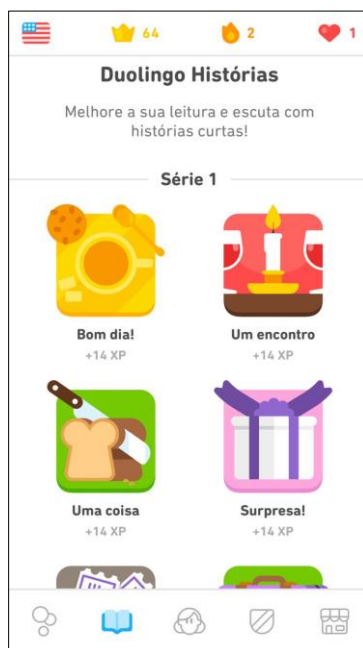 64 2 1
Duolingo Histórias
Melhore a sua leitura e escuta com
histórias curtas!
Série 1
Bom dia! Um encontro
+14 XP +14 XP
Uma coisa Surpresa!
+14 XP +14 XP